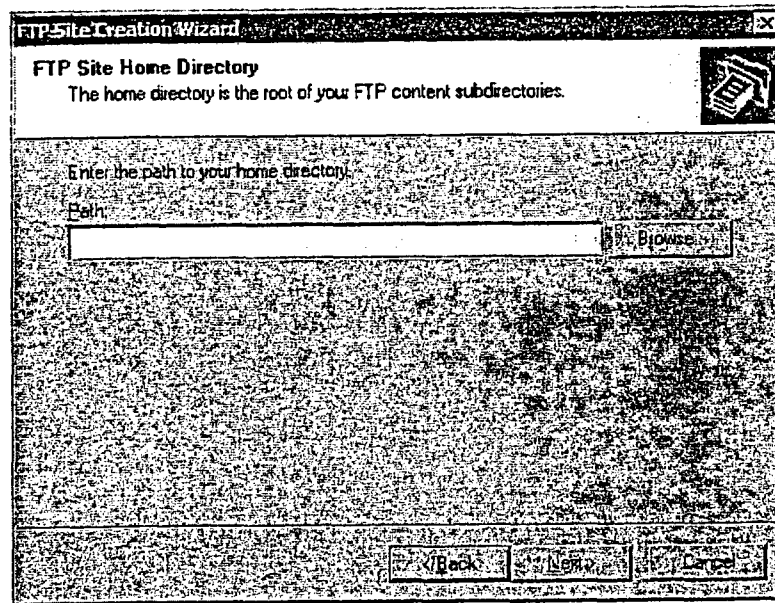 FTP Site Creation Wizard
FTP Site Home Directory
The home directory is the root of your FTP content subdirectories.
Enter the path to your home directory.
Path:
Browse...
< Back
Next >
Cancel